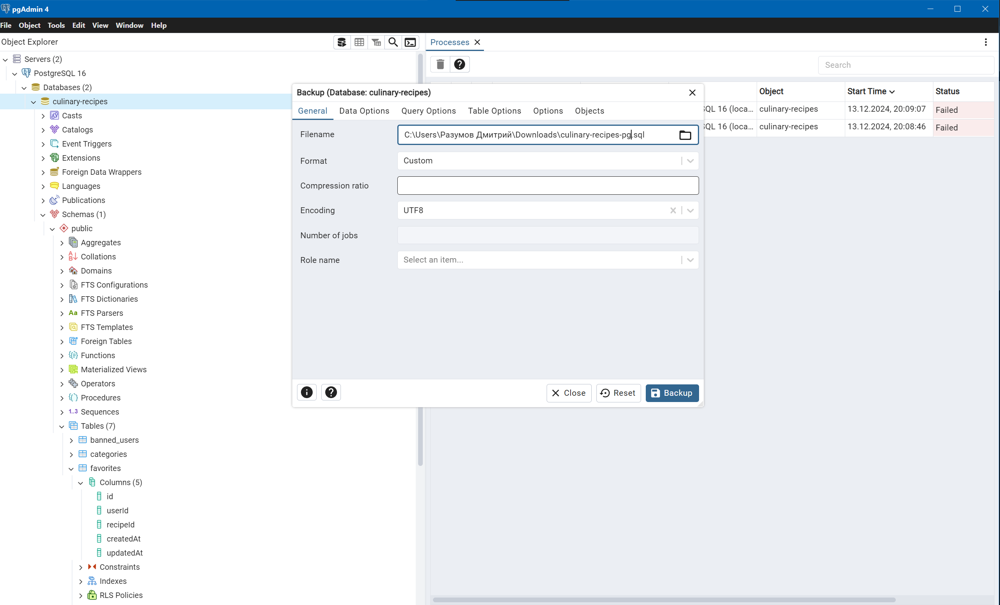 pgAdmin 4
File Object Tools Edit View Window Help
Object Explorer
Processes
Search
Servers (2)
PostgreSQL 16
Databases (2)
culinary-recipes
Casts
Catalogs
Event Triggers
Extensions
Foreign Data Wrappers
Languages
Publications
Schemas (1)
public
Aggregates
Collations
Domains
FTS Configurations
FTS Dictionaries
Aa FTS Parsers
FTS Templates
Foreign Tables
Functions
Materialized Views
Operators
Procedures
1..3 Sequences
Tables (7)
banned_users
categories
favorites
Columns (5)
id
userId
recipeId
createdAt
updatedAt
Constraints
Indexes
RLS Policies
Object Start Time Status
SQL 16 (loca... culinary-recipes 13.12.2024, 20:09:07 Failed
SQL 16 (loca... culinary-recipes 13.12.2024, 20:08:46 Failed
Backup (Database: culinary-recipes)
General Data Options Query Options Table Options Options Objects
Filename C:\Users\Разумов Дмитрий\Downloads\culinary-recipes-pg.sql
Format Custom
Compression ratio
Encoding UTF8
Number of jobs
Role name Select an item...
Close Reset Backup